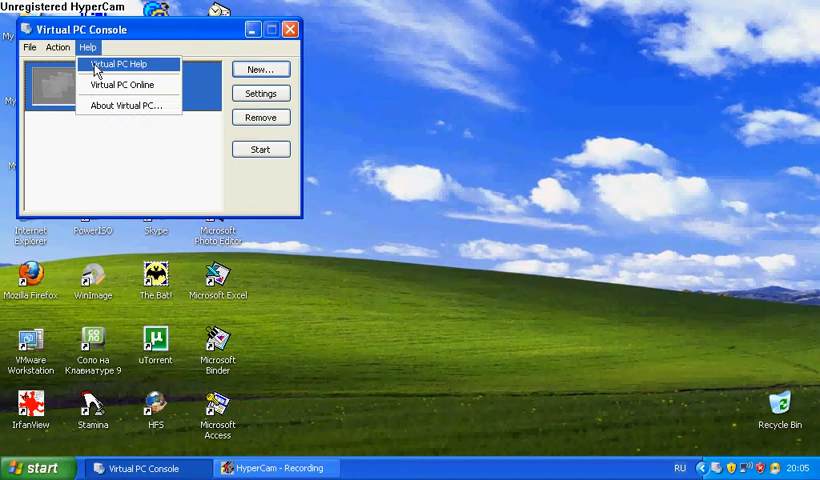 Unregistered HyperCam
Virtual PC Console
File Action Help
Virtual PC Help
Virtual PC Online
About Virtual PC...
New...
Settings
Remove
Start
My
My
M
Internet
Explorer
PowerISO
Skype
Microsoft
Photo Editor
Mozilla Firefox
WinImage
The Bat!
Microsoft Excel
VMware
Workstation
Соло на
Клавиатуре 9
uTorrent
Microsoft
Binder
IrfanView
Stamina
HFS
Microsoft
Access
Recycle Bin
start
Virtual PC Console
HyperCam - Recording
RU
20:05